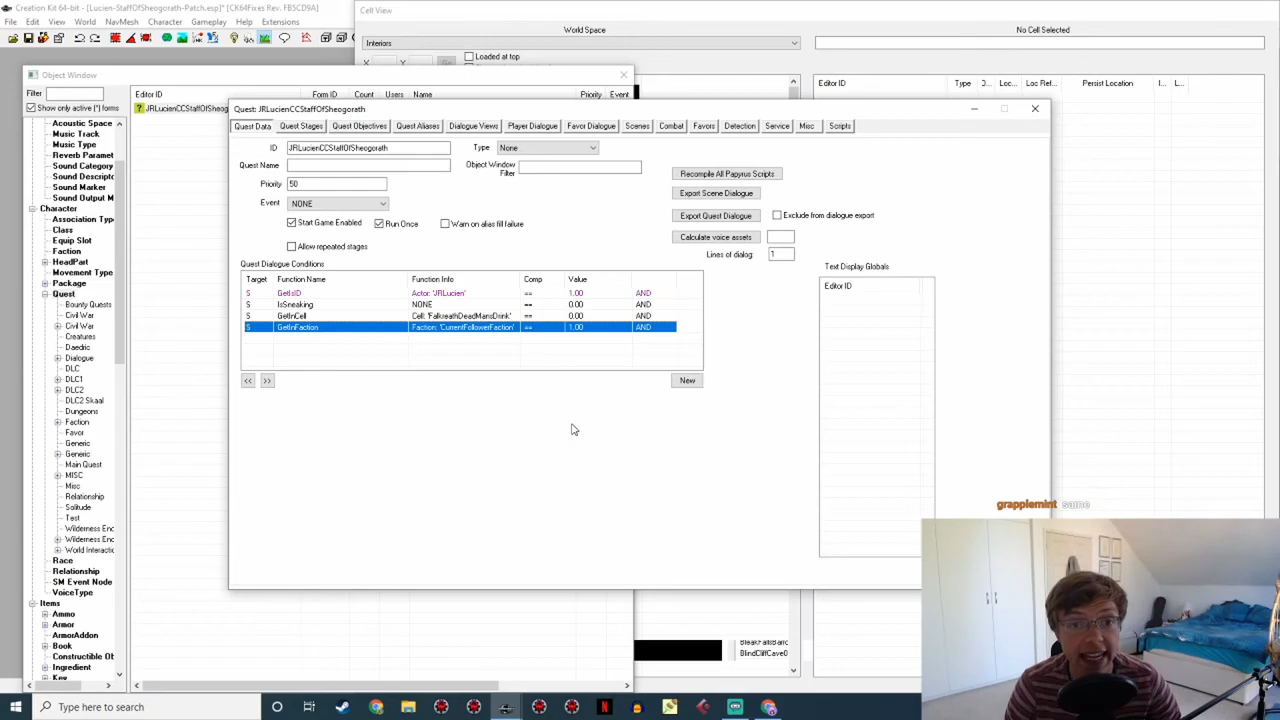 Creation Kit 64-bit - Lucien-StaffOfSheogorath-Patch.esp]* [CK64Fixes Rev. FB5CD9A]
File Edit View World NavMesh Character Gameplay Help Extensions
Cell View
World Space
No Cell Selected
Interiors
Loaded at top
X Y Go
Object Window
Filter
Show only active (*) forms
Editor ID Form ID Count Users Name Priority Event
JRLucienCCStaffOfSheog
Editor ID Type D... Loc... Loc Ref... Persist Location I... L...
Acoustic Space
Music Track
Music Type
Reverb Paramet
Sound Category
Sound Descript
Sound Marker
Sound Output M
Character
Association Type
Class
Equip Slot
Faction
HeadPart
Movement Type
Package
Quest
Bounty Quests
Civil War
Civil War
Creatures
Daedric
Dialogue
DLC
DLC1
DLC2
DLC2 Skaal
Dungeons
Faction
Favor
Generic
Generic
Main Quest
MISC
Misc
Relationship
Solitude
Test
Wilderness Enc
Wilderness Enc
World Interactio
Race
Relationship
SM Event Node
VoiceType
Items
Ammo
Armor
ArmorAddon
Book
Constructible Ob
Ingredient
Key
Quest: JRLucienCCStaffOfSheogorath
Quest Data Quest Stages Quest Objectives Quest Aliases Dialogue Views Player Dialogue Favor Dialogue Scenes Combat Favors Detection Service Misc Scripts
ID JRLucienCCStaffOfSheogorath Type None
Quest Name Object Window
Filter
Priority 50
Event NONE
Start Game Enabled Run Once Warn on alias fill failure
Allow repeated stages
Recompile All Papyrus Scripts
Export Scene Dialogue
Export Quest Dialogue Exclude from dialogue export
Calculate voice assets
Lines of dialog: 1
Text Display Globals
Editor ID
Quest Dialogue Conditions
Target Function Name Function Info Comp Value
S GetIsID Actor: 'JRLucien' == 1.00 AND
S IsSneaking NONE == 0.00 AND
S GetInCell Cell: 'FalkreathDeadMansDrink' == 0.00 AND
S GetInFaction Faction: 'CurrentFollowerFaction' == 1.00 AND
<< >> New
grapplemint same
BleakFallsBarro
BlindCliffCave0
Type here to search